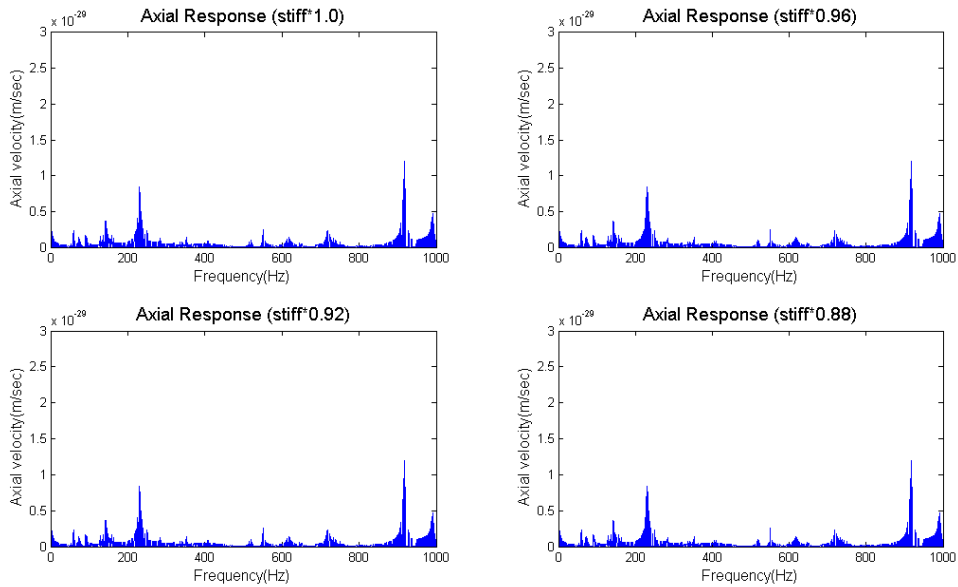 Axial Response (stiff*1.0)
x 10^-29
3
2.5
2
1.5
1
0.5
0
Axial velocity(m/sec)
0 200 400 600 800 1000
Frequency(Hz)
Axial Response (stiff*0.96)
x 10^-29
3
2.5
2
1.5
1
0.5
0
Axial velocity(m/sec)
0 200 400 600 800 1000
Frequency(Hz)
Axial Response (stiff*0.92)
x 10^-29
3
2.5
2
1.5
1
0.5
0
Axial velocity(m/sec)
0 200 400 600 800 1000
Frequency(Hz)
Axial Response (stiff*0.88)
x 10^-29
3
2.5
2
1.5
1
0.5
0
Axial velocity(m/sec)
0 200 400 600 800 1000
Frequency(Hz)